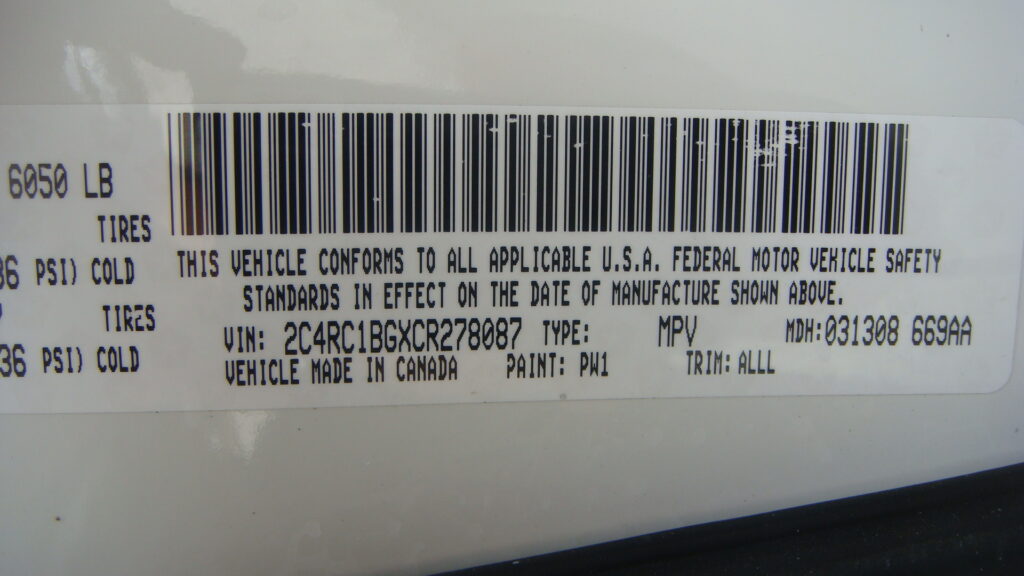 6050 LB
TIRES
36 PSI) COLD
TIRES
36 PSI) COLD
THIS VEHICLE CONFORMS TO ALL APPLICABLE U.S.A. FEDERAL MOTOR VEHICLE SAFETY
STANDARDS IN EFFECT ON THE DATE OF MANUFACTURE SHOWN ABOVE.
VIN: 2C4RC1BGXCR278087 TYPE: MPV MDH: 031308 669AA
VEHICLE MADE IN CANADA PAINT: PW1 TRIM: ALLL